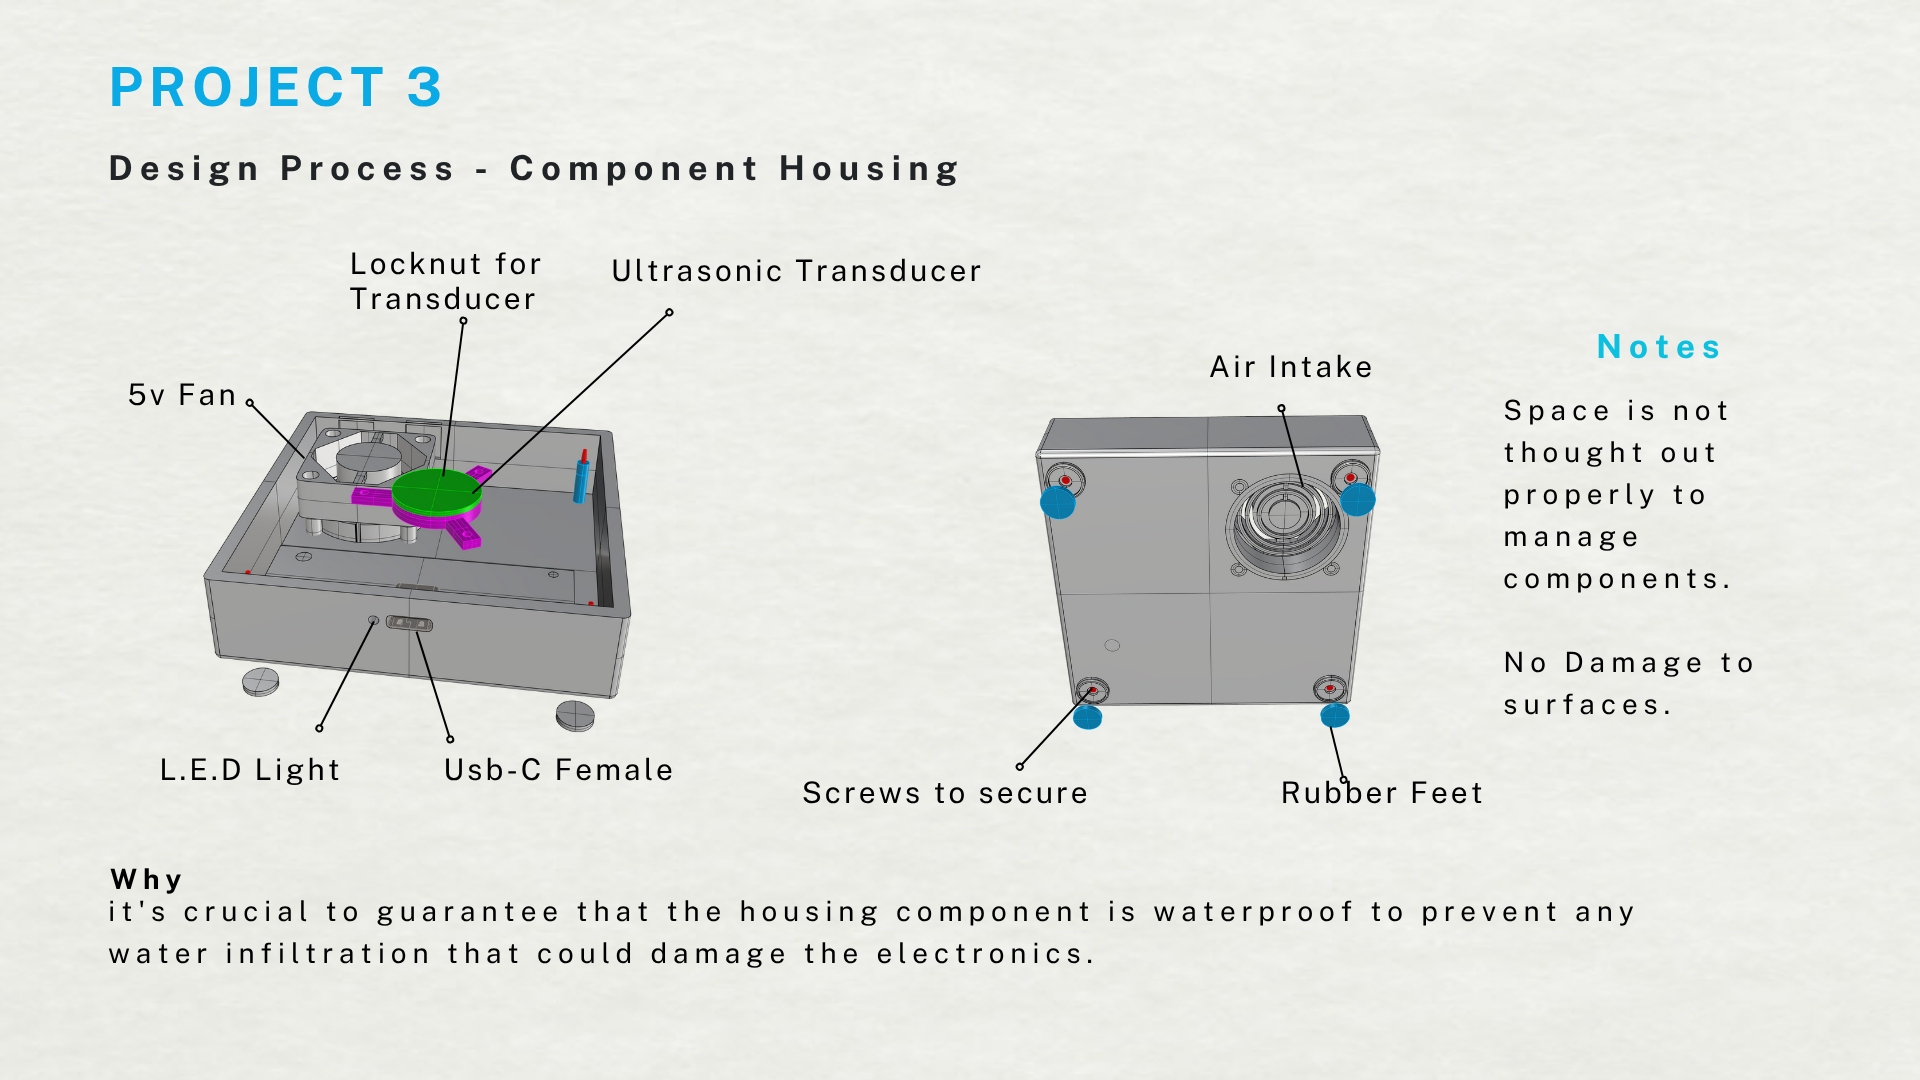 PROJECT 3
Design Process - Component Housing
Locknut for
Transducer
Ultrasonic Transducer
5v Fan
L.E.D Light
Usb-C Female
Air Intake
Screws to secure
Rubber Feet
Notes
Space is not
thought out
properly to
manage
components.
No Damage to
surfaces.
Why
it's crucial to guarantee that the housing component is waterproof to prevent any
water infiltration that could damage the electronics.